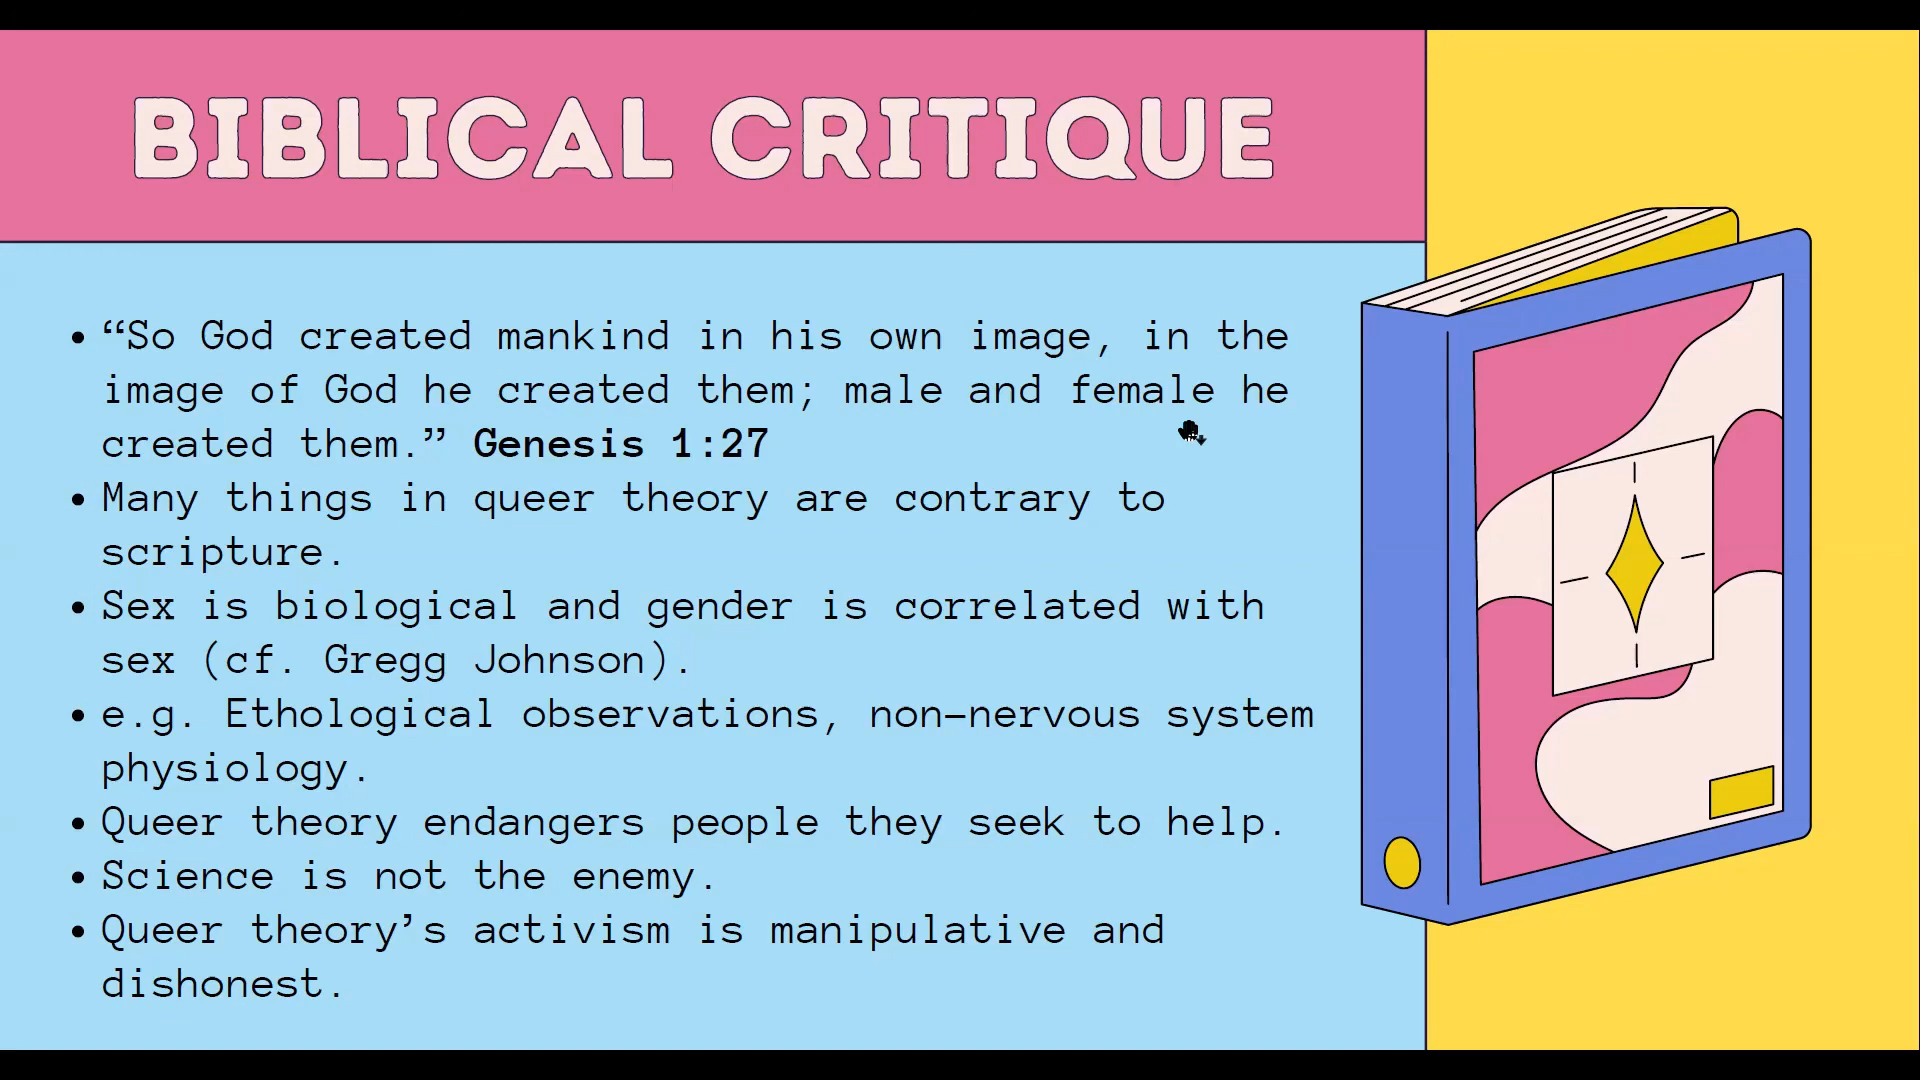 BIBLICAL CRITIQUE
• “So God created mankind in his own image, in the
image of God he created them; male and female he
created them.” Genesis 1:27
• Many things in queer theory are contrary to
scripture.
• Sex is biological and gender is correlated with
sex (cf. Gregg Johnson).
• e.g. Ethological observations, non-nervous system
physiology.
• Queer theory endangers people they seek to help.
• Science is not the enemy.
• Queer theory’s activism is manipulative and
dishonest.